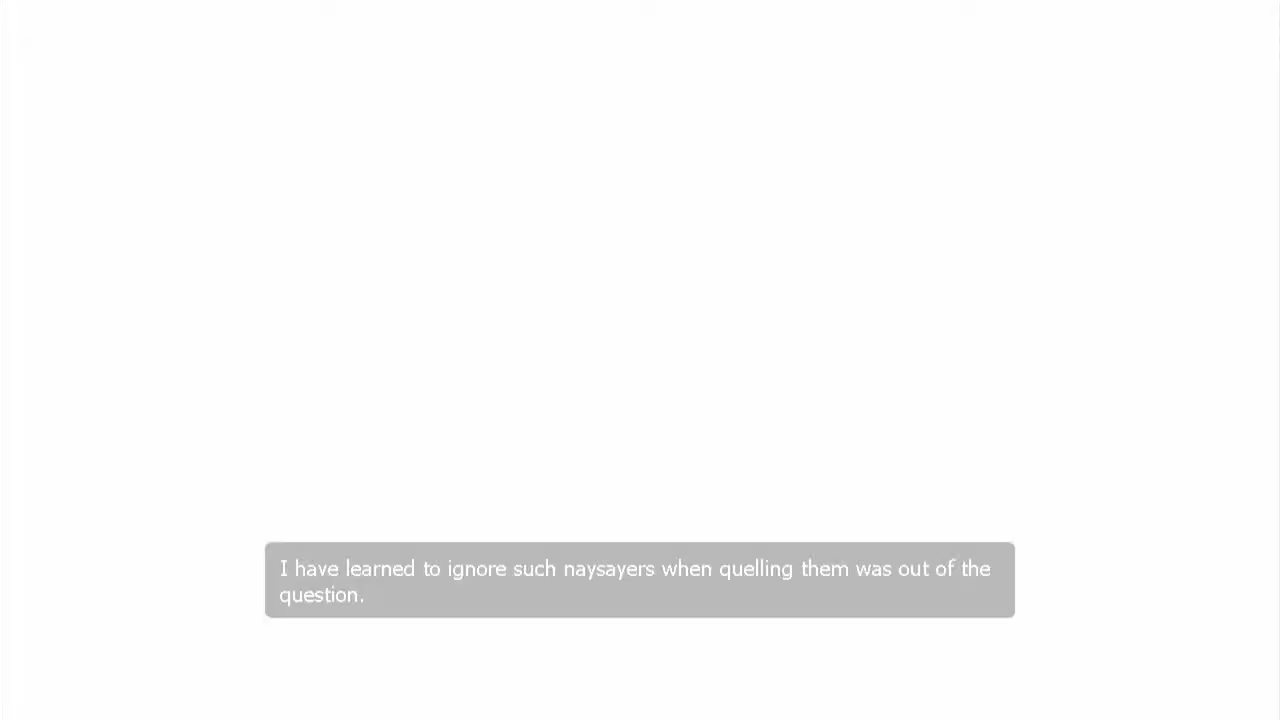 I have learned to ignore such naysayers when quelling them was out of the
question.